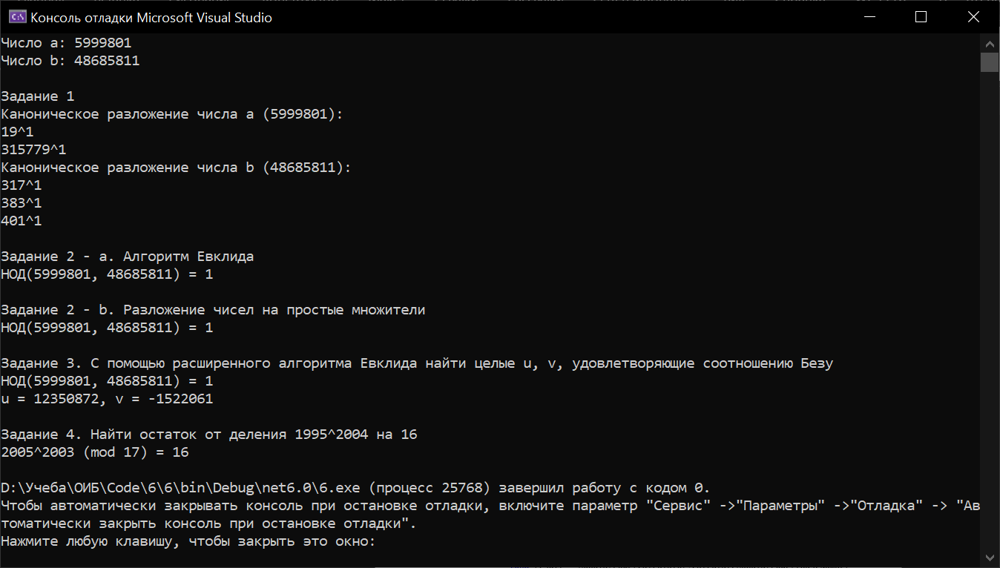 Консоль отладки Microsoft Visual Studio
Число a: 5999801
Число b: 48685811
Задание 1
Каноническое разложение числа a (5999801):
19^1
315779^1
Каноническое разложение числа b (48685811):
317^1
383^1
401^1
Задание 2 - a. Алгоритм Евклида
НОД(5999801, 48685811) = 1
Задание 2 - b. Разложение чисел на простые множители
НОД(5999801, 48685811) = 1
Задание 3. С помощью расширенного алгоритма Евклида найти целые u, v, удовлетворяющие соотношению Безу
НОД(5999801, 48685811) = 1
u = 12350872, v = -1522061
Задание 4. Найти остаток от деления 1995^2004 на 16
2005^2003 (mod 17) = 16
D:\Учеба\ОИБ\Code\6\6\bin\Debug\net6.0\6.exe (процесс 25768) завершил работу с кодом 0.
Чтобы автоматически закрывать консоль при остановке отладки, включите параметр "Сервис" ->"Параметры" ->"Отладка" -> "Ав
томатически закрыть консоль при остановке отладки".
Нажмите любую клавишу, чтобы закрыть это окно: